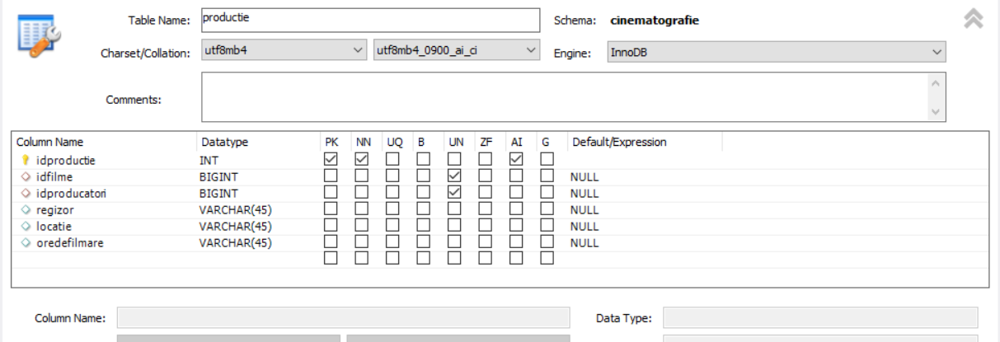 Table Name: productie Schema: cinematografie
Charset/Collation: utf8mb4 utf8mb4_0900_ai_ci Engine: InnoDB
Comments:
Column Name Datatype PK NN UQ B UN ZF AI G Default/Expression
idproductie INT
idfilme BIGINT NULL
idproducatori BIGINT NULL
regizor VARCHAR(45) NULL
locatie VARCHAR(45) NULL
oredefilmare VARCHAR(45) NULL
Column Name: Data Type: